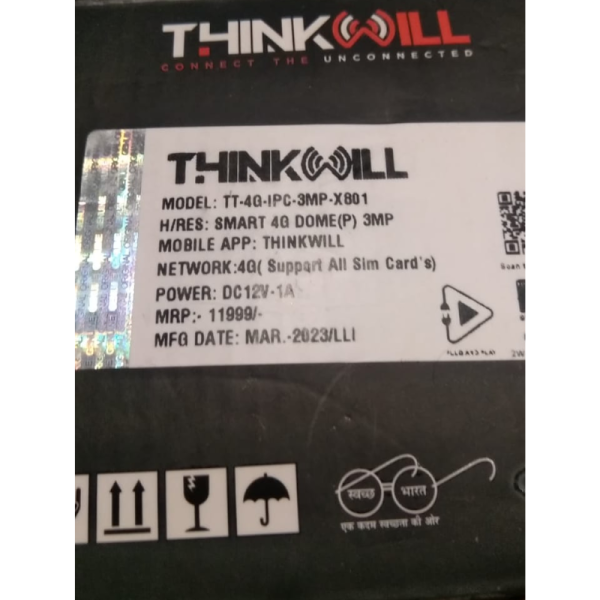 THINKWILL
CONNECT THE UNCONNECTED
THINKWILL
MODEL: TT-4G-IPC-3MP-X801
H/RES: SMART 4G DOME(P) 3MP
MOBILE APP: THINKWILL
NETWORK:4G( Support All Sim Card's)
POWER: DC12V-1A
MRP:- 11999/-
MFG DATE: MAR.-2023/LLI
Scan t
2W
स्वच्छ भारत
एक कदम स्वच्छता की ओर